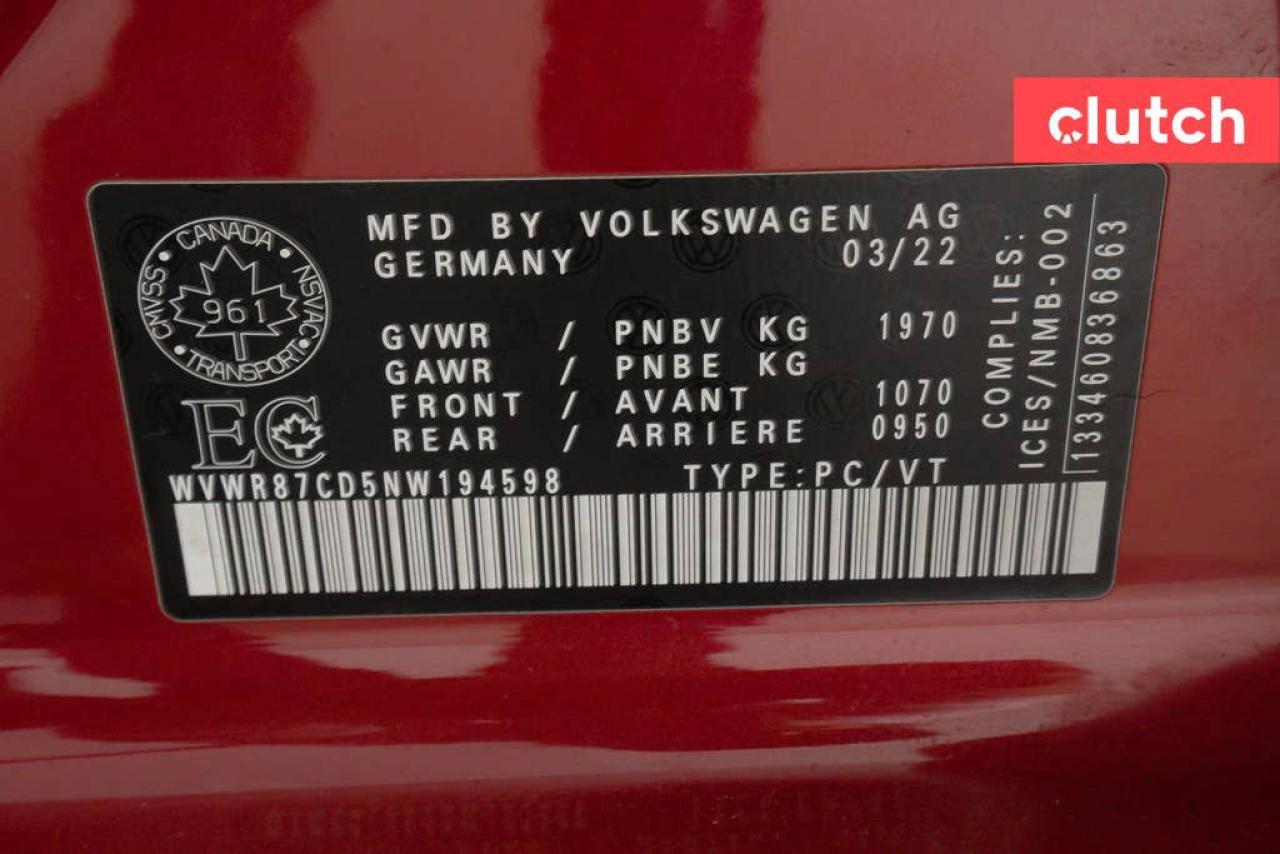 clutch
MFD BY VOLKSWAGEN AG
GERMANY 03/22
CANADA
CMVSS
NSVAC
961
TRANSPORT
GVWR / PNBV KG 1970
GAWR / PNBE KG
FRONT / AVANT 1070
REAR / ARRIERE 0950
EC
WVWR87CD5NW194598 TYPE:PC/VT
COMPLIES:
ICES/NMB-002
133460836863